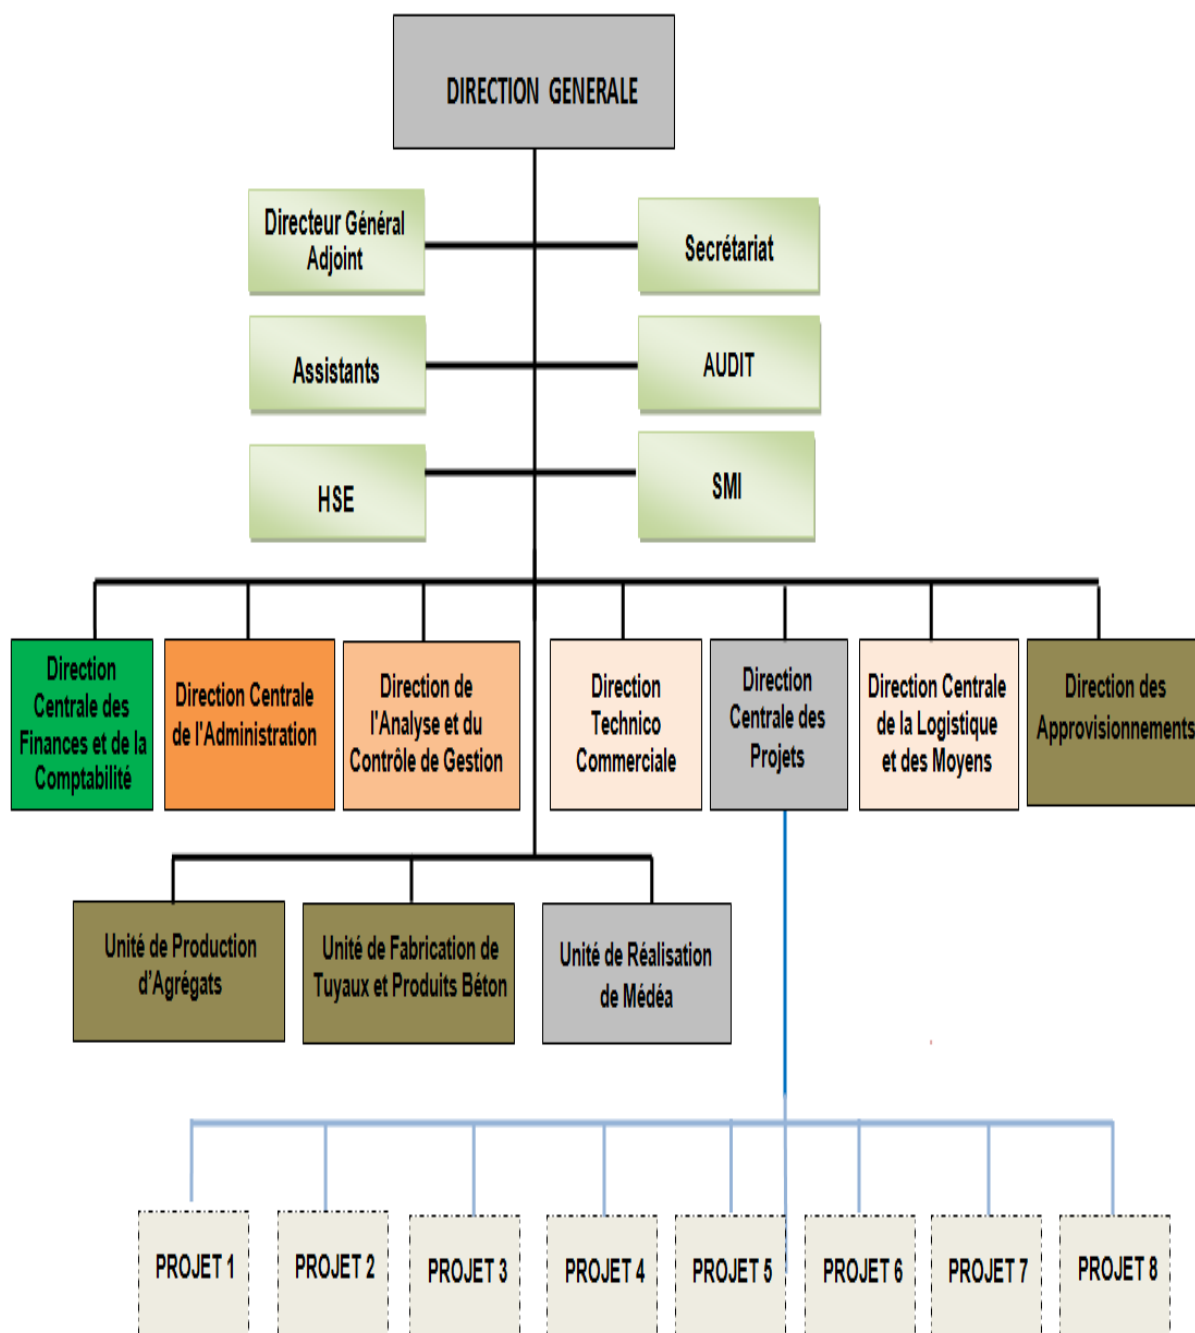 DIRECTION GENERALE
Directeur Général
Adjoint
Secrétariat
Assistants
AUDIT
HSE
SMI
Direction
Centrale des
Finances et de la
Comptabilité
Direction Centrale
de l'Administration
Direction de
l'Analyse et du
Contrôle de Gestion
Direction
Technico
Commerciale
Direction
Centrale des
Projets
Direction Centrale
de la Logistique
et des Moyens
Direction des
Approvisionnements
Unité de Production
d’Agrégats
Unité de Fabrication de
Tuyaux et Produits Béton
Unité de Réalisation
de Médéa
PROJET 1
PROJET 2
PROJET 3
PROJET 4
PROJET 5
PROJET 6
PROJET 7
PROJET 8